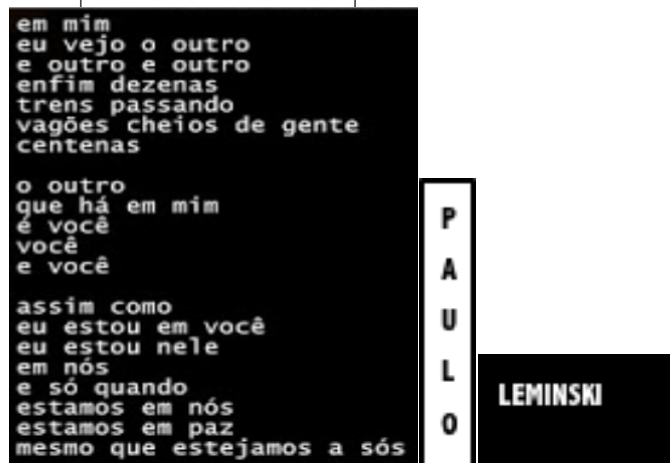 em mim
eu vejo o outro
e outro e outro
enfim dezenas
trens passando
vagões cheios de gente
centenas
o outro
que há em mim
é você
você
e você
assim como
eu estou em você
eu estou nele
em nós
e só quando
estamos em nós
estamos em paz
mesmo que estejamos a sós
PAULO
LEMINSKI